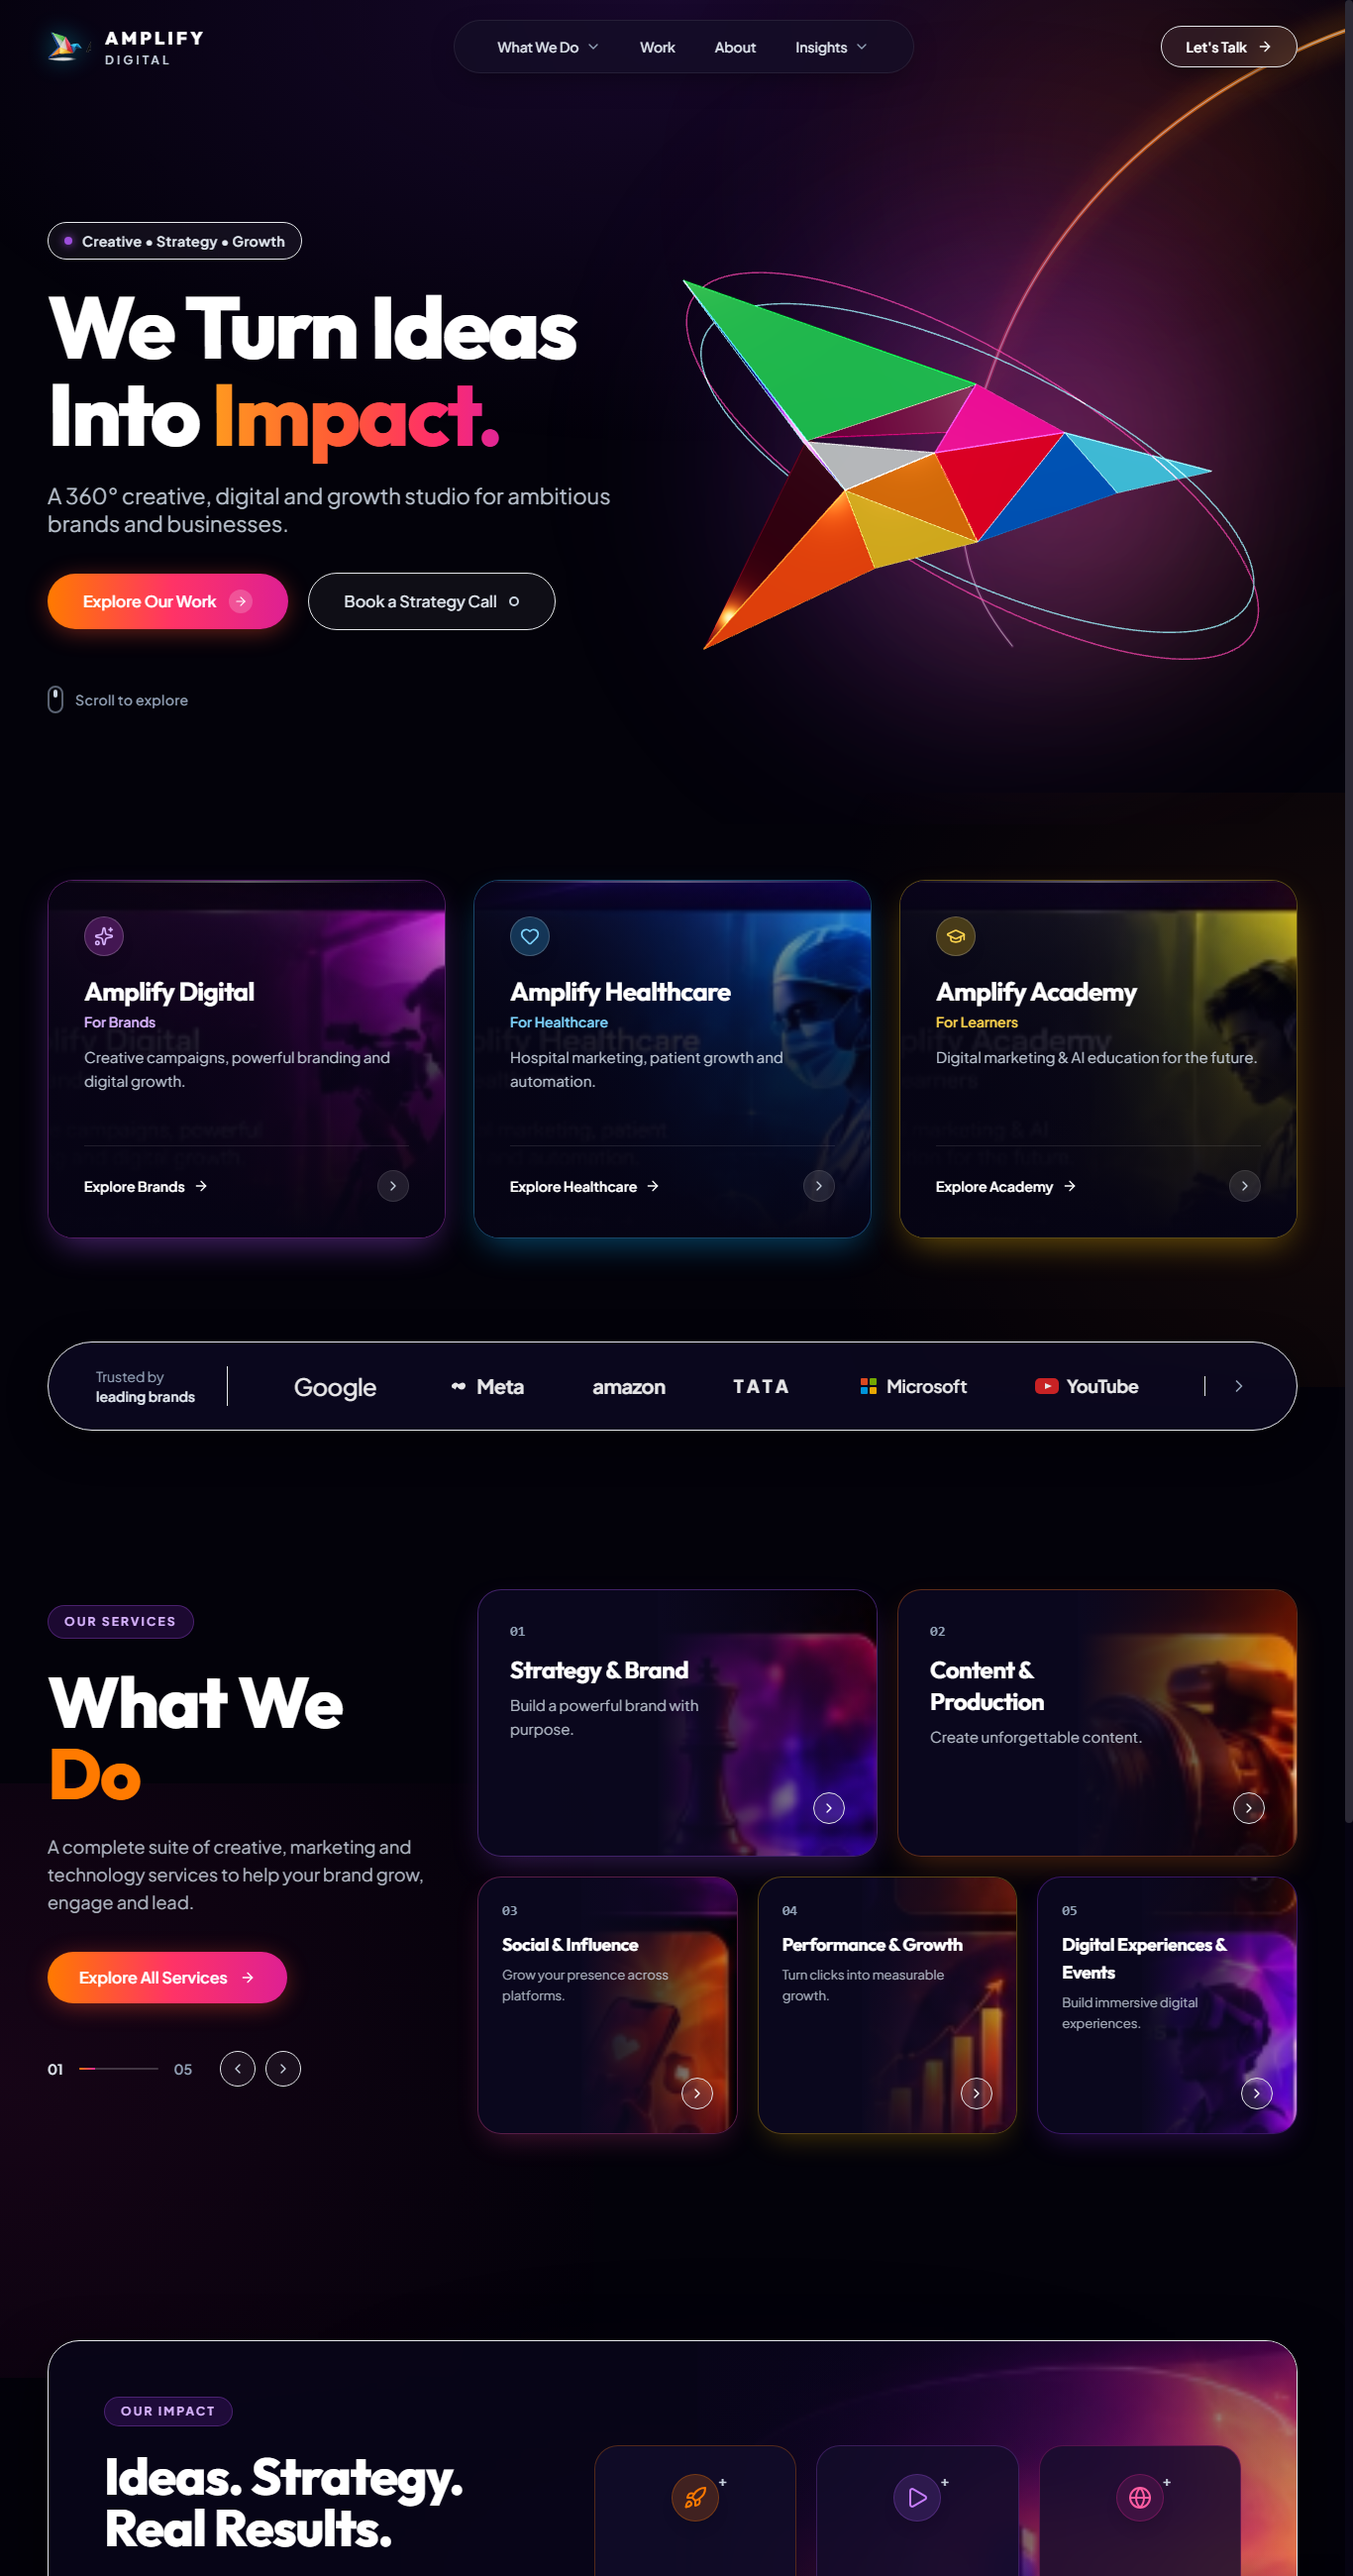 AMPLIFY
DIGITAL
What We Do
Work
About
Insights
Let's Talk
Creative • Strategy • Growth
We Turn Ideas
Into Impact.
A 360° creative, digital and growth studio for ambitious
brands and businesses.
Explore Our Work
Book a Strategy Call
Scroll to explore
Amplify Digital
For Brands
Creative campaigns, powerful branding and
digital growth.
Explore Brands
Amplify Healthcare
For Healthcare
Hospital marketing, patient growth and
automation.
Explore Healthcare
Amplify Academy
For Learners
Digital marketing & AI education for the future.
Explore Academy
Trusted by
leading brands
Google
Meta
amazon
TATA
Microsoft
YouTube
OUR SERVICES
What We
Do
A complete suite of creative, marketing and
technology services to help your brand grow,
engage and lead.
Explore All Services
01
05
01
Strategy & Brand
Build a powerful brand with
purpose.
02
Content &
Production
Create unforgettable content.
03
Social & Influence
Grow your presence across
platforms.
04
Performance & Growth
Turn clicks into measurable
growth.
05
Digital Experiences &
Events
Build immersive digital
experiences.
OUR IMPACT
Ideas. Strategy.
Real Results.
+
+
+